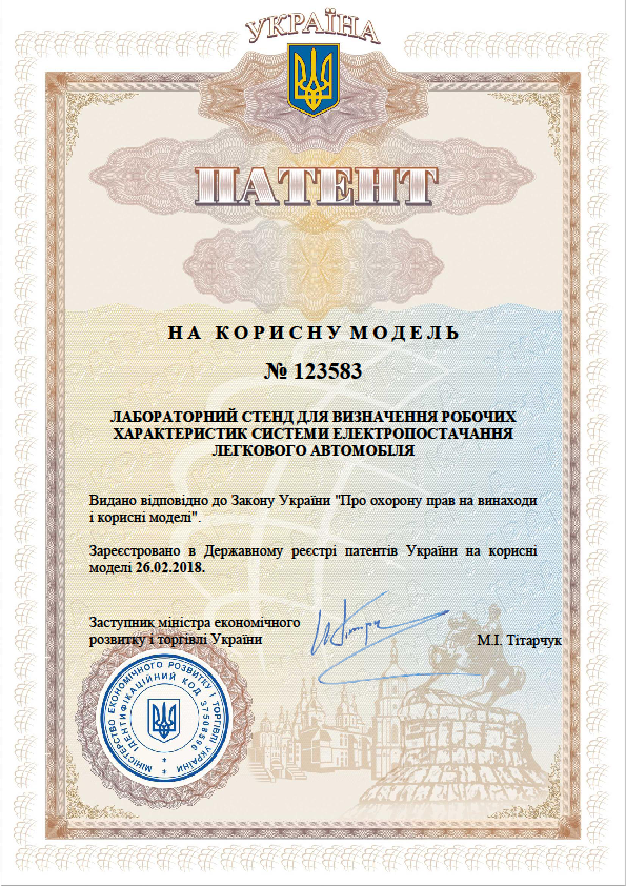 УКРАЇНА
ПАТЕНТ
НА КОРИСНУ МОДЕЛЬ
№ 123583
ЛАБОРАТОРНИЙ СТЕНД ДЛЯ ВИЗНАЧЕННЯ РОБОЧИХ
ХАРАКТЕРИСТИК СИСТЕМИ ЕЛЕКТРОПОСТАЧАННЯ
ЛЕГКОВОГО АВТОМОБІЛЯ
Видано відповідно до Закону України "Про охорону прав на винаходи
і корисні моделі".
Зареєстровано в Державному реєстрі патентів України на корисні
моделі 26.02.2018.
Заступник міністра економічного
розвитку і торгівлі України
М.І. Тітарчук
МІНІСТЕРСТВО ЕКОНОМІЧНОГО РОЗВИТКУ І ТОРГІВЛІ УКРАЇНИ
ІДЕНТИФІКАЦІЙНИЙ КОД 37508596